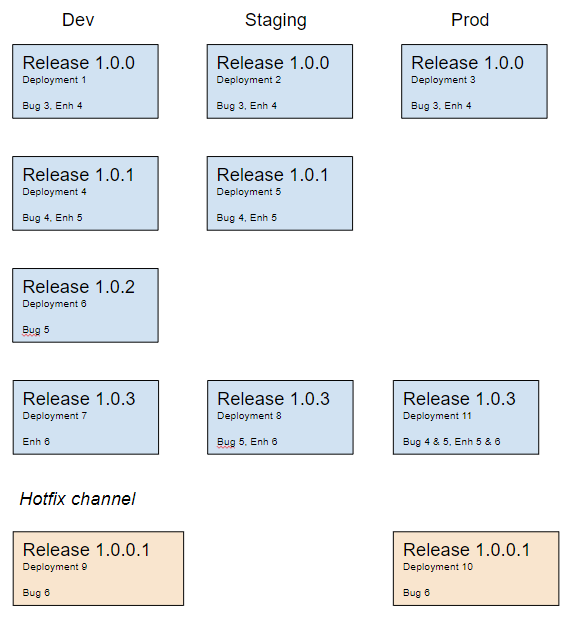 Dev Staging Prod
Release 1.0.0
Deployment 1
Bug 3, Enh 4
Release 1.0.0
Deployment 2
Bug 3, Enh 4
Release 1.0.0
Deployment 3
Bug 3, Enh 4
Release 1.0.1
Deployment 4
Bug 4, Enh 5
Release 1.0.1
Deployment 5
Bug 4, Enh 5
Release 1.0.2
Deployment 6
Bug 5
Release 1.0.3
Deployment 7
Enh 6
Release 1.0.3
Deployment 8
Bug 5, Enh 6
Release 1.0.3
Deployment 11
Bug 4 & 5, Enh 5 & 6
Hotfix channel
Release 1.0.0.1
Deployment 9
Bug 6
Release 1.0.0.1
Deployment 10
Bug 6